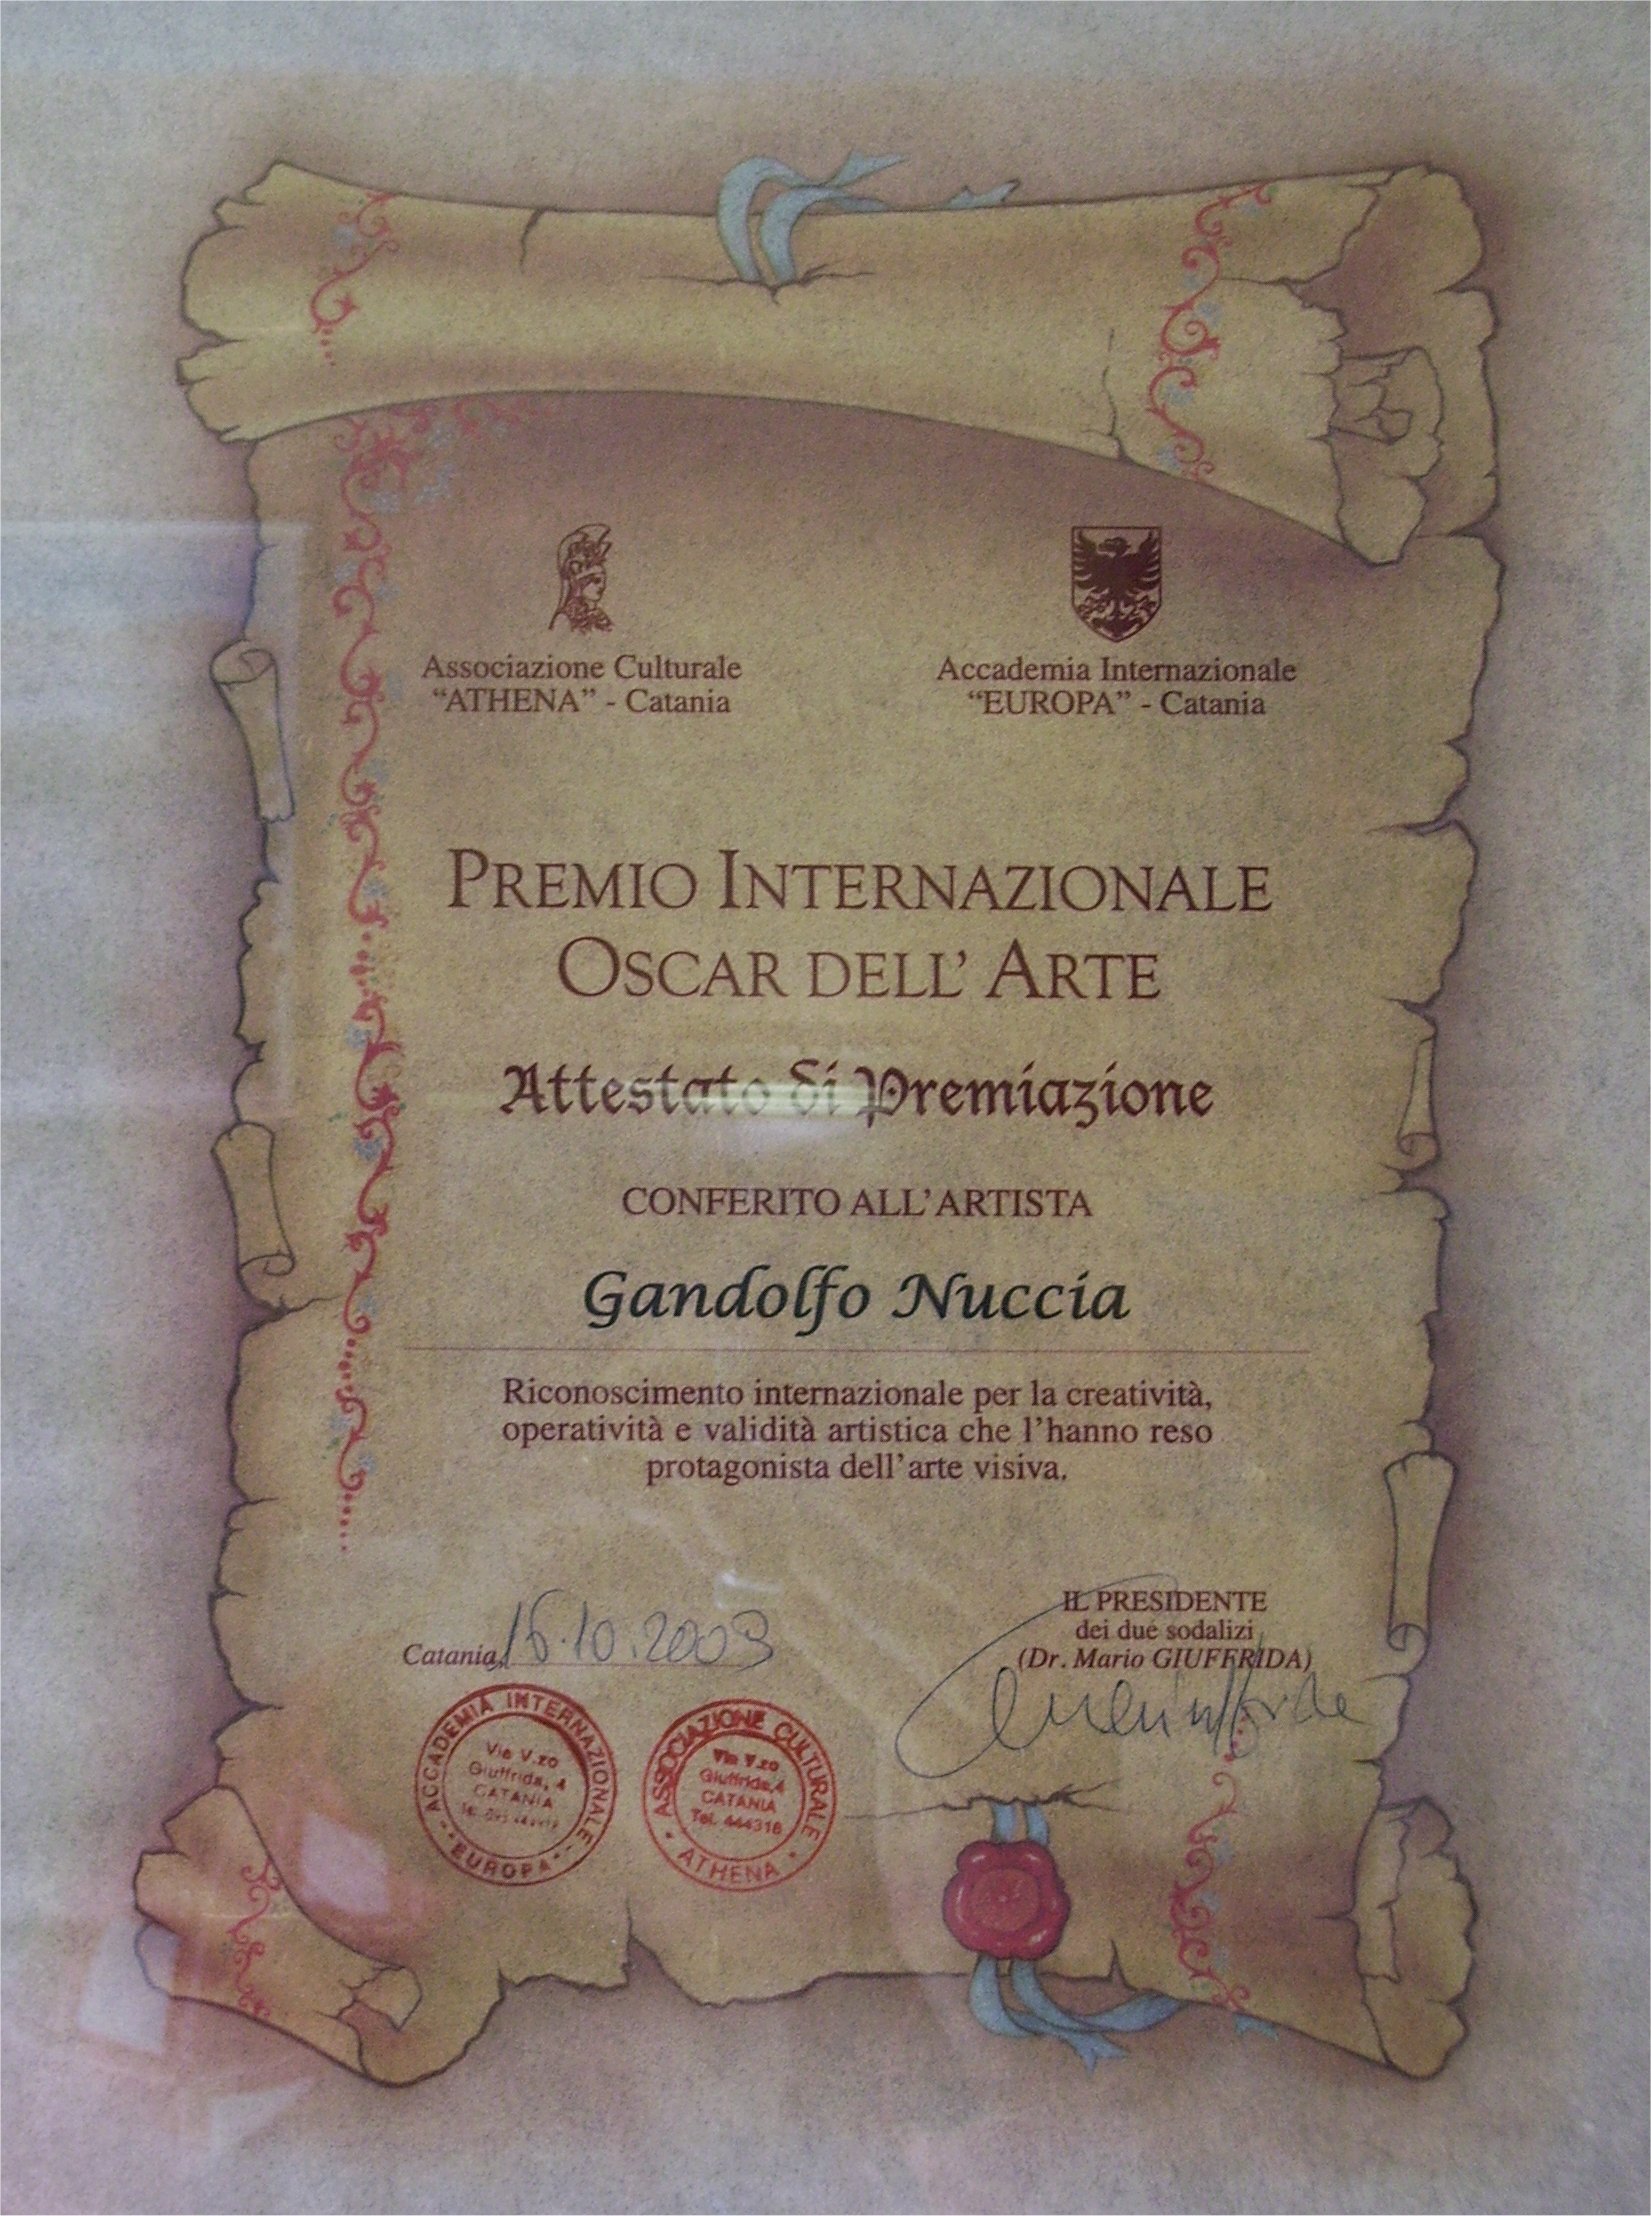 Associazione Culturale
"ATHENA" - Catania
Accademia Internazionale
"EUROPA" - Catania
PREMIO INTERNAZIONALE
OSCAR DELL' ARTE
Attestato di Premiazione
CONFERITO ALL'ARTISTA
Gandolfo Nuccia
Riconoscimento internazionale per la creatività,
operatività e validità artistica che l'hanno reso
protagonista dell'arte visiva.
Catania, 16.10.2003
IL PRESIDENTE
dei due sodalizi
(Dr. Mario GIUFFRIDA)
ACCADEMIA INTERNAZIONALE
Via V.zo
Giuffrida, 4
CATANIA
EUROPA
ASSOCIAZIONE CULTURALE
Via V.zo
Giuffrida,4
CATANIA
Tel. 444318
ATHENA